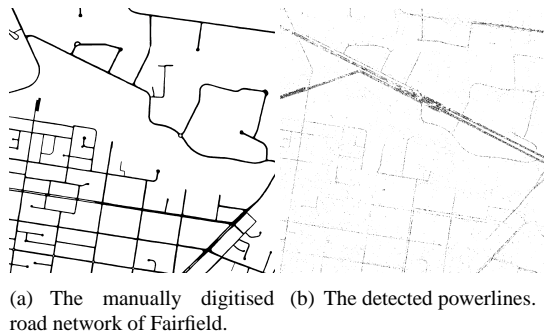 (a) The manually digitised
road network of Fairfield.
(b) The detected powerlines.